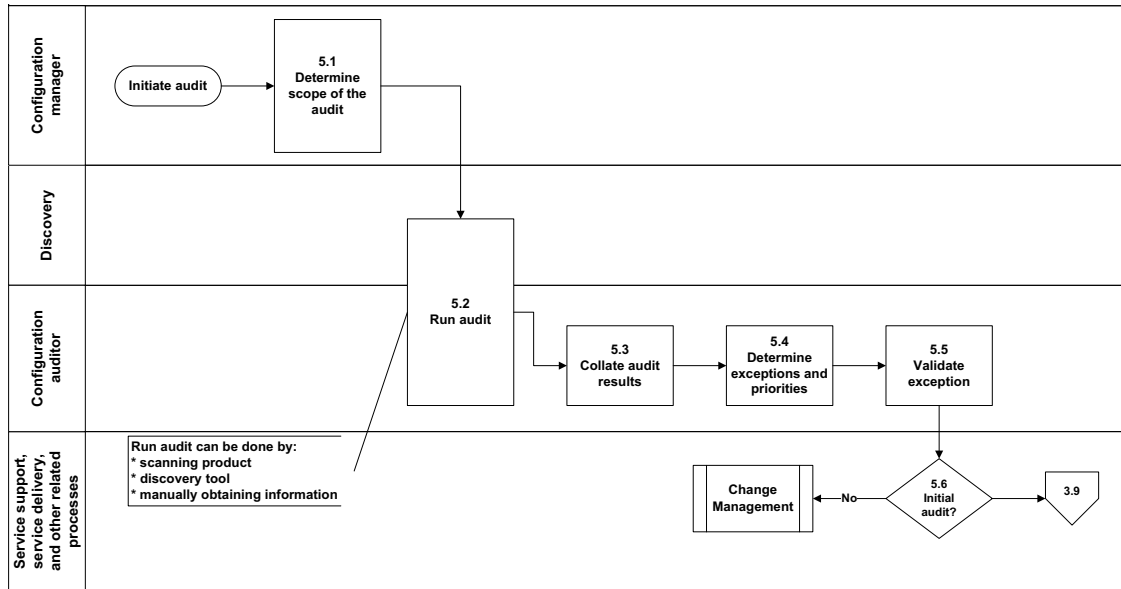 Configuration
manager
Initiate audit
5.1
Determine
scope of the
audit
Discovery
Configuration
auditor
5.2
Run audit
5.3
Collate audit
results
5.4
Determine
exceptions and
priorities
5.5
Validate
exception
Service support,
service delivery,
and other related
processes
Run audit can be done by:
* scanning product
* discovery tool
* manually obtaining information
Change
Management
No
5.6
Initial
audit?
3.9